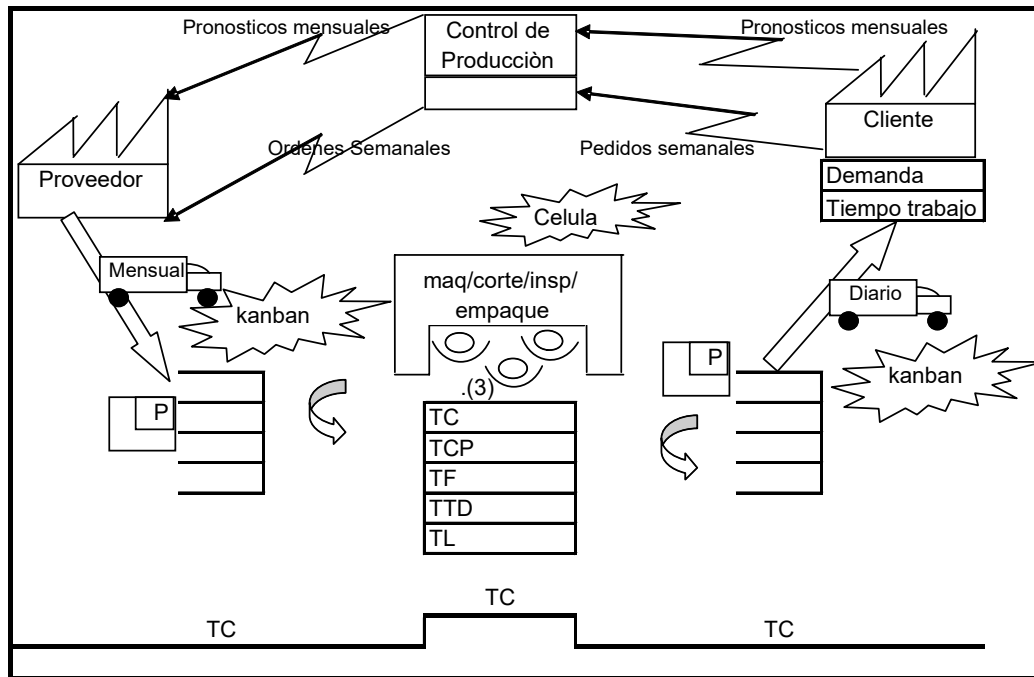 Pronosticos mensuales
Control de
Producciòn
Pronosticos mensuales
Cliente
Ordenes Semanales
Pedidos semanales
Proveedor
Demanda
Tiempo trabajo
Celula
Mensual
kanban
maq/corte/insp/
empaque
Diario
kanban
P
P
.(3)
TC
TCP
TF
TTD
TL
TC
TC
TC